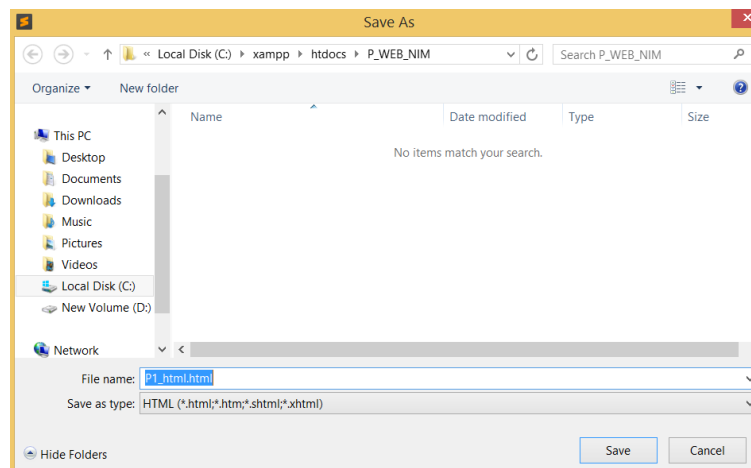 Save As
« Local Disk (C:) xampp htdocs P_WEB_NIM Search P_WEB_NIM
Organize New folder
Name Date modified Type Size
This PC
No items match your search.
Desktop
Documents
Downloads
Music
Pictures
Videos
Local Disk (C:)
New Volume (D:)
Network
File name: P1_html.html
Save as type: HTML (*.html;*.htm;*.shtml;*.xhtml)
Hide Folders Save Cancel